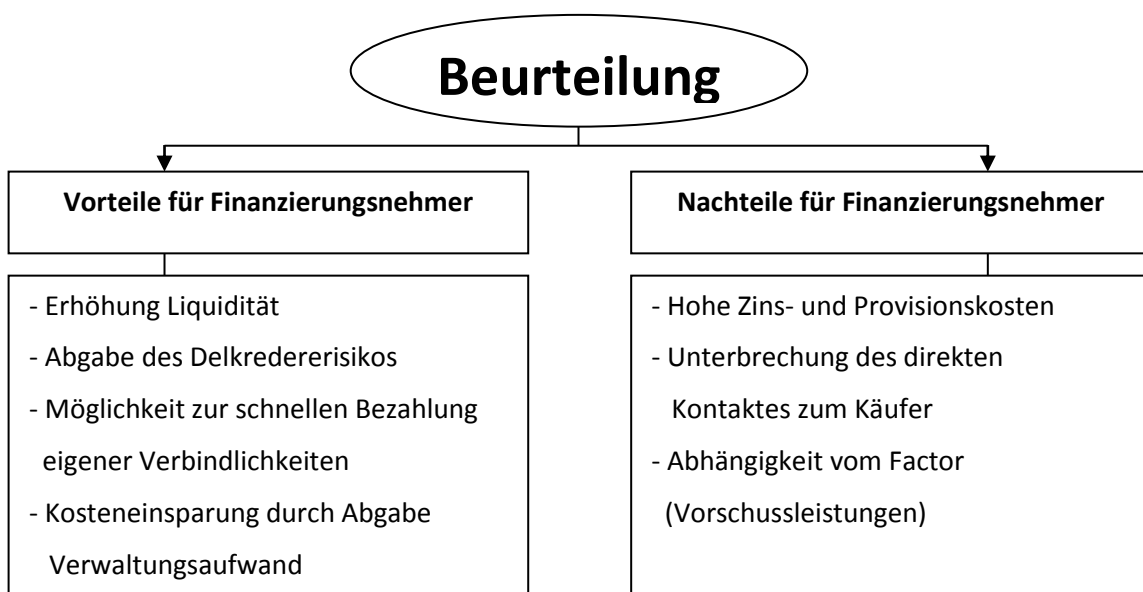 Beurteilung
Vorteile für Finanzierungsnehmer
- Erhöhung Liquidität
- Abgabe des Delkredererisikos
- Möglichkeit zur schnellen Bezahlung
eigener Verbindlichkeiten
- Kosteneinsparung durch Abgabe
Verwaltungsaufwand
Nachteile für Finanzierungsnehmer
- Hohe Zins- und Provisionskosten
- Unterbrechung des direkten
Kontaktes zum Käufer
- Abhängigkeit vom Factor
(Vorschussleistungen)